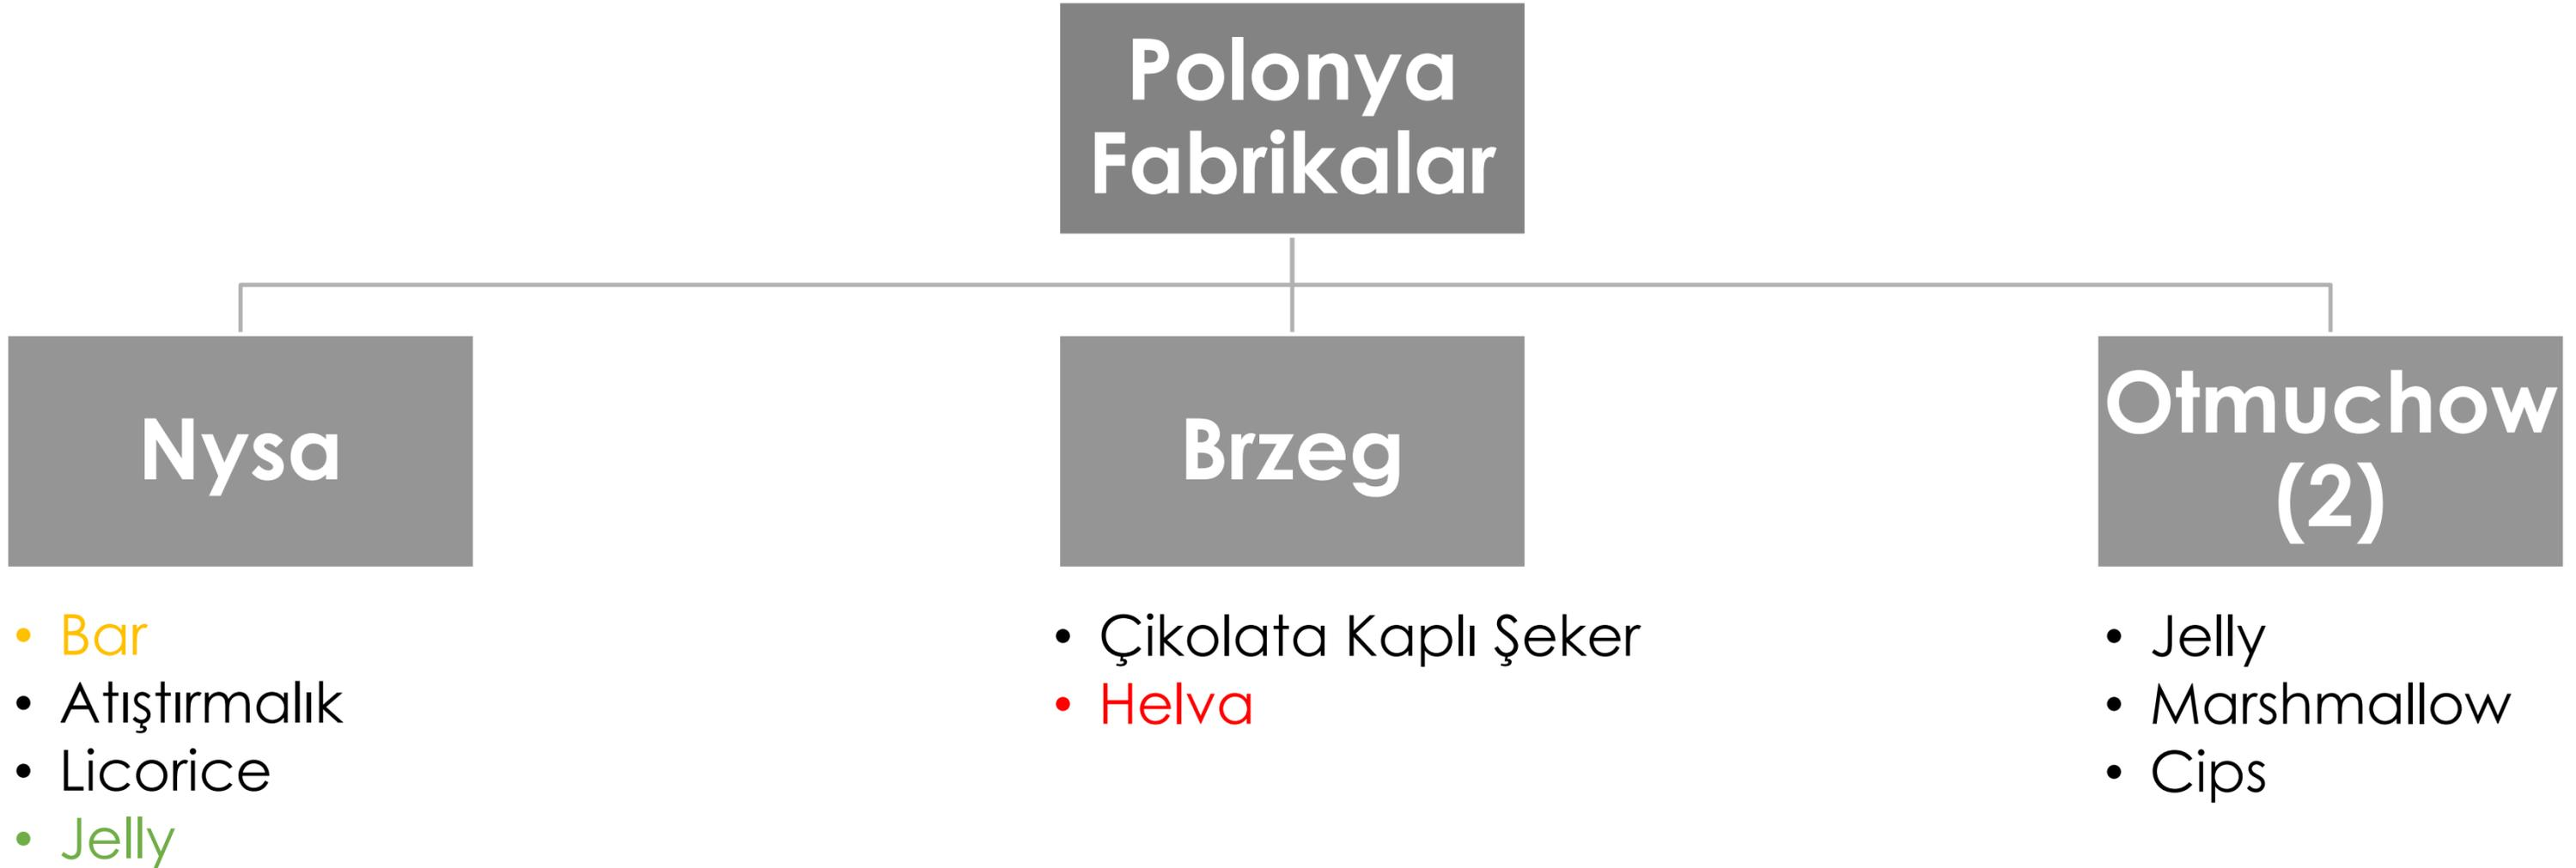 Polonya
Fabrikalar
Nysa
Brzeg
Otmuchow
(2)
• Bar
• Atıştırmalık
• Licorice
• Jelly
• Çikolata Kaplı Şeker
• Helva
• Jelly
• Marshmallow
• Cips